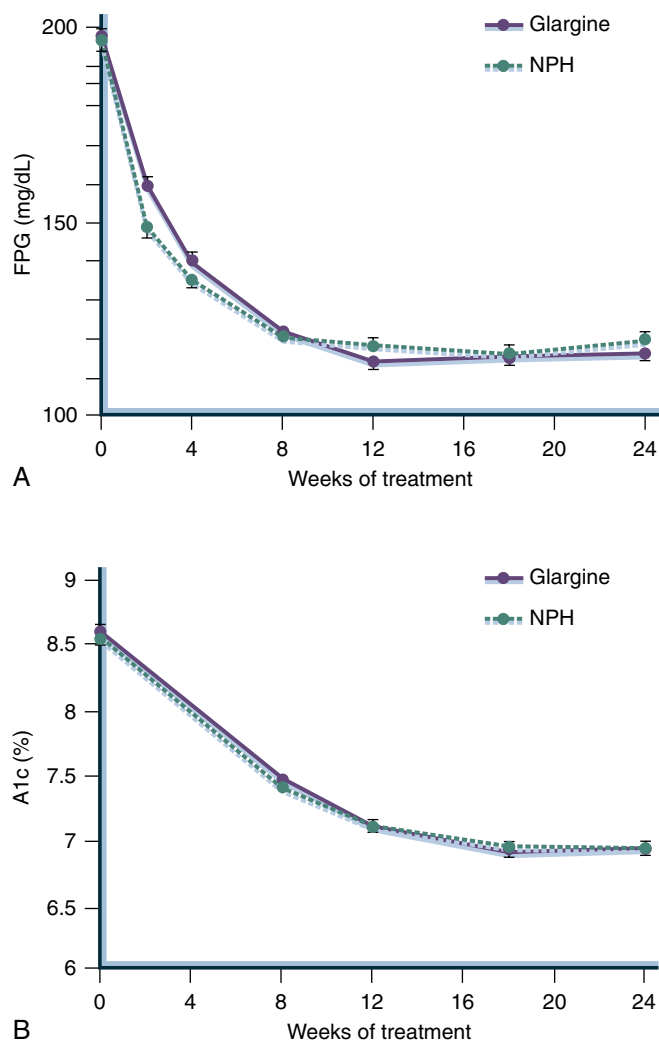 200
150
100
FPG (mg/dL)
Glargine
NPH
0 4 8 12 16 20 24
Weeks of treatment
A
9
8.5
8
7.5
7
6.5
6
A1c (%)
Glargine
NPH
0 4 8 12 16 20 24
Weeks of treatment
B